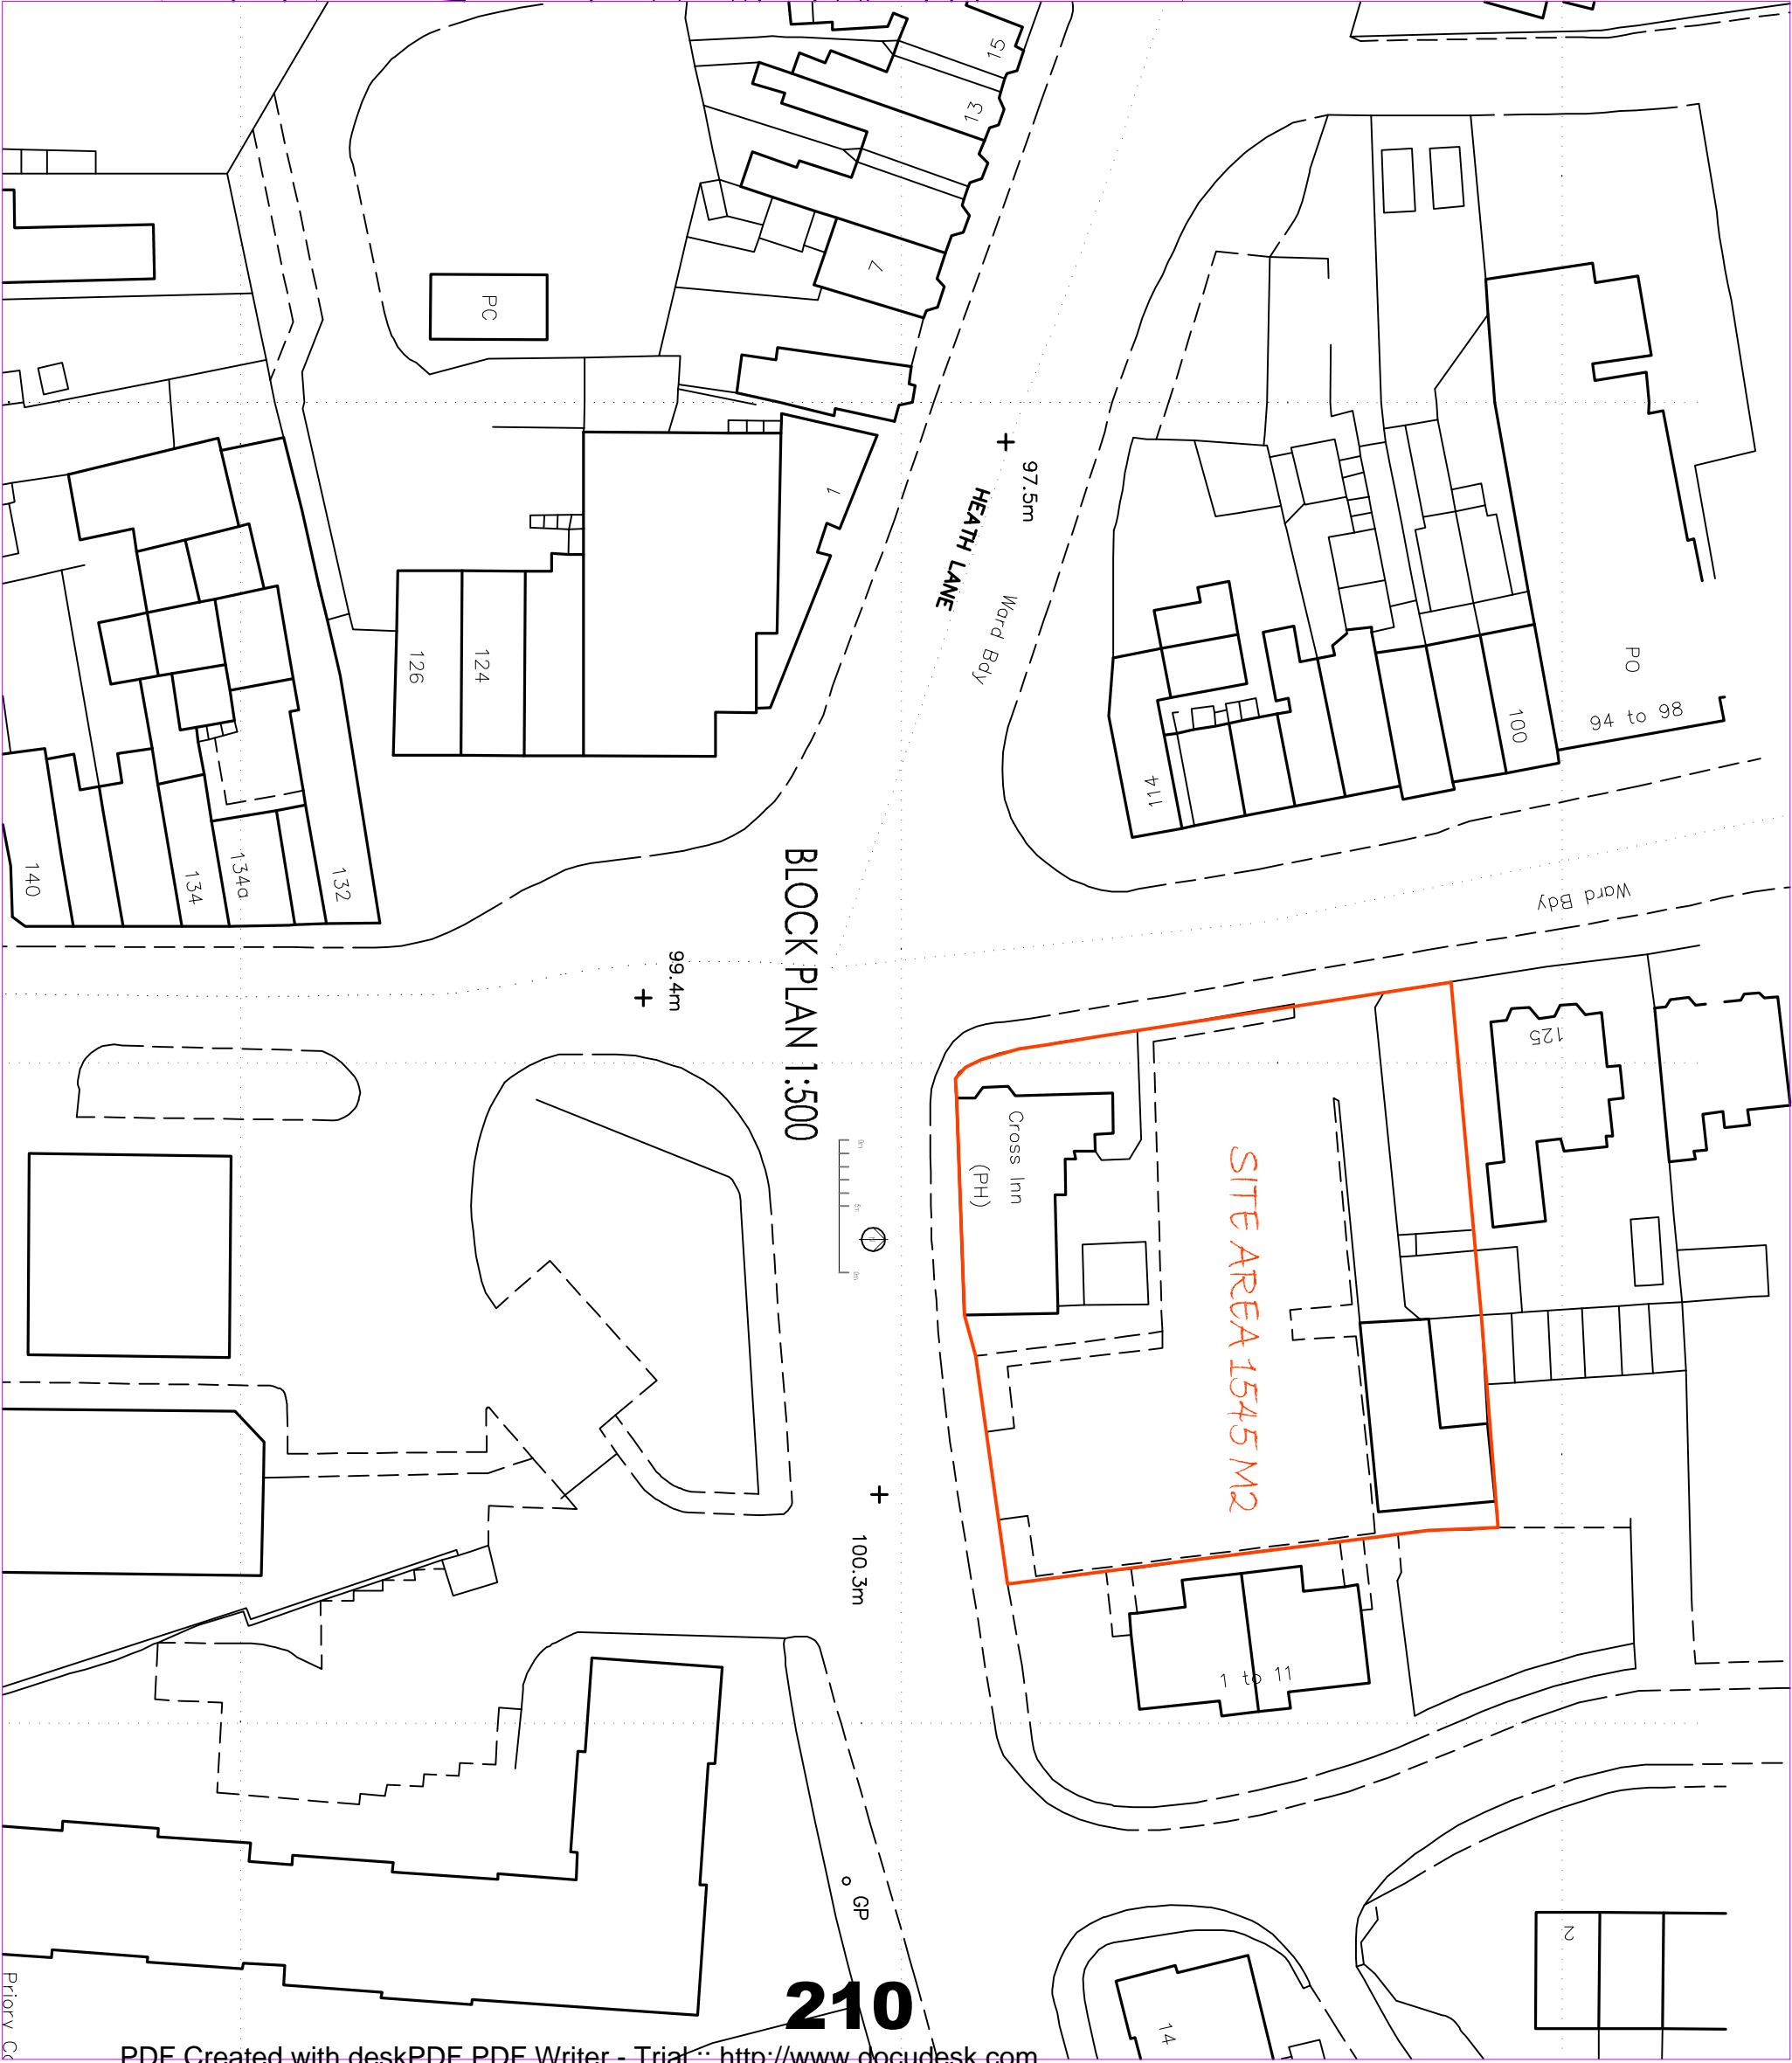 15
13
7
PC
1
97.5m
HEATH LANE
Ward Bdy
126
124
PO
94 to 98
100
114
140
134
134a
132
Ward Bdy
BLOCK PLAN 1:500
99.4m
125
Cross Inn
(PH)
0m
5m
10m
N
SITE AREA 1545 M2
100.3m
1 to 11
GP
2
14
210
PDF Created with deskPDF PDF Writer - Trial :: http://www.docudesk.com